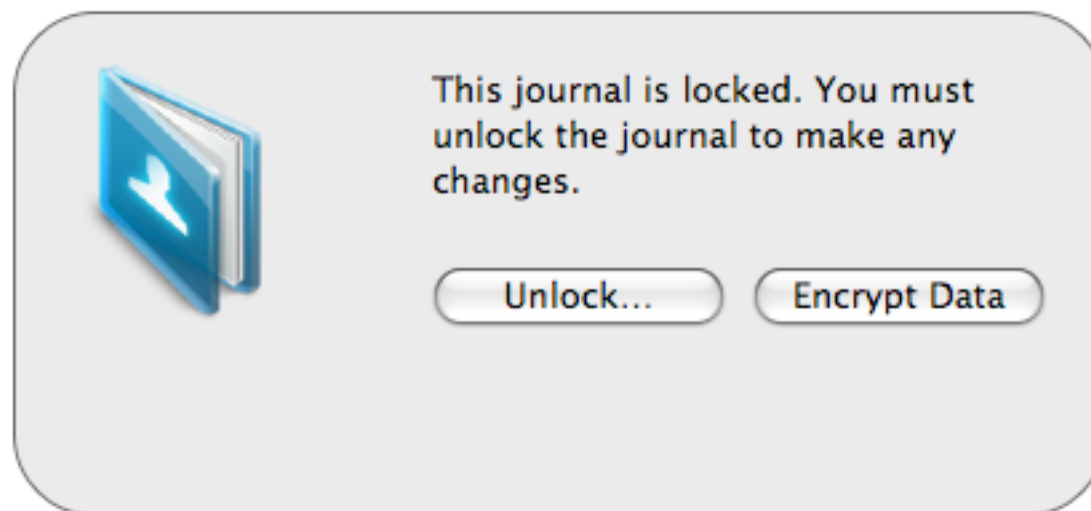 This journal is locked. You must
unlock the journal to make any
changes.
Unlock...
Encrypt Data